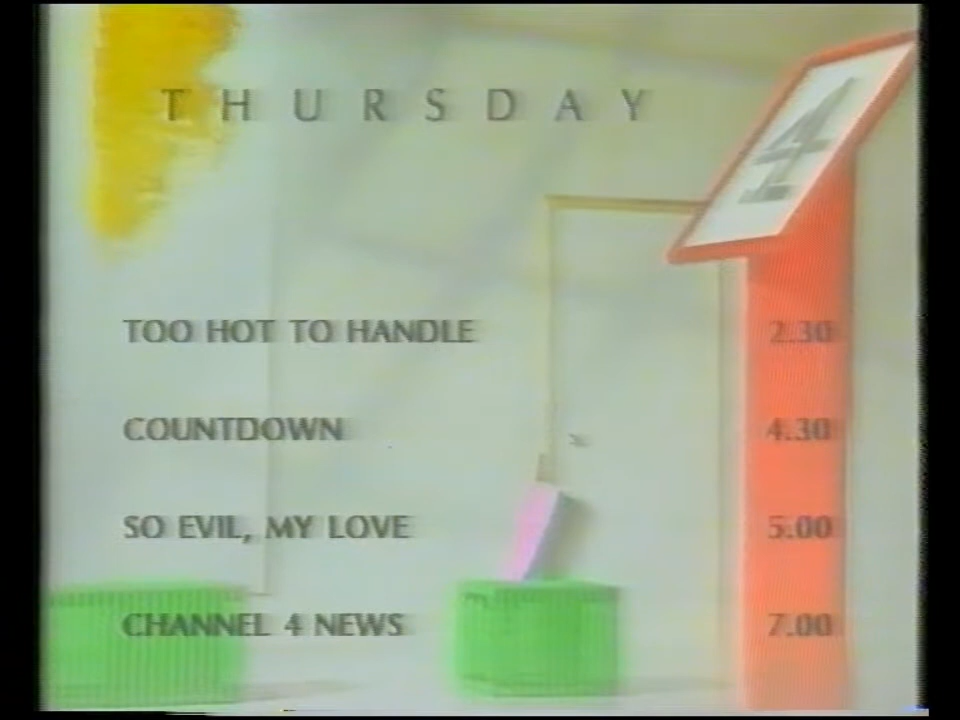 4
THURSDAY
TOO HOT TO HANDLE 2.30
COUNTDOWN 4.30
SO EVIL, MY LOVE 5.00
CHANNEL 4 NEWS 7.00